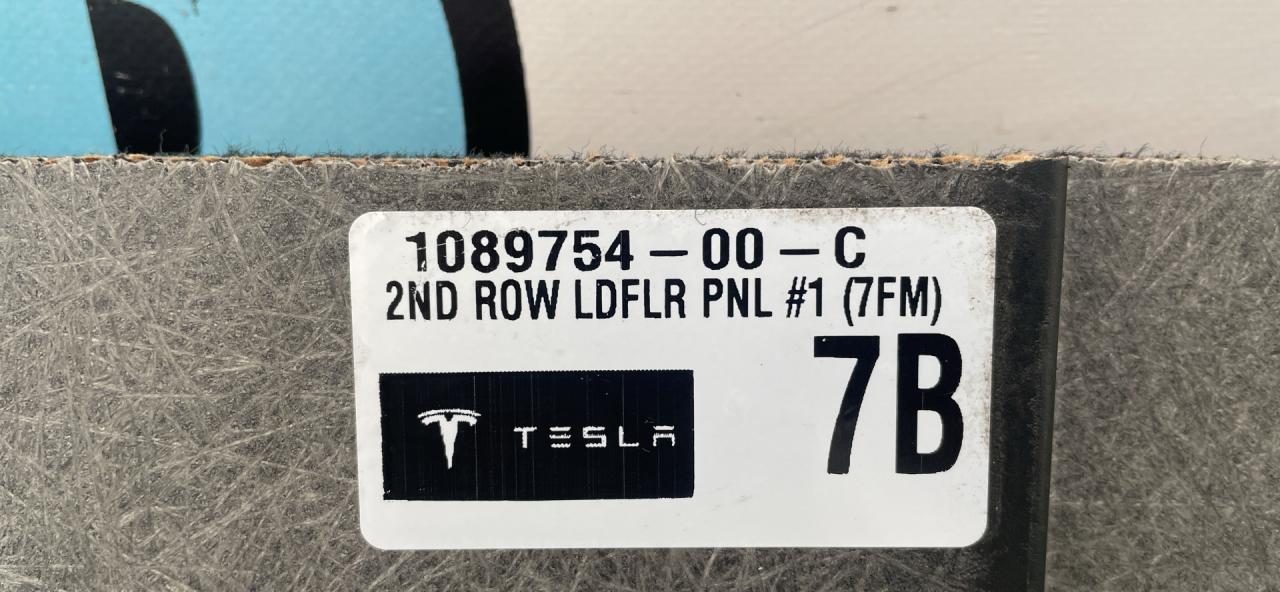 1089754-00-C
2ND ROW LDFLR PNL #1 (7FM)
7B
TESLA